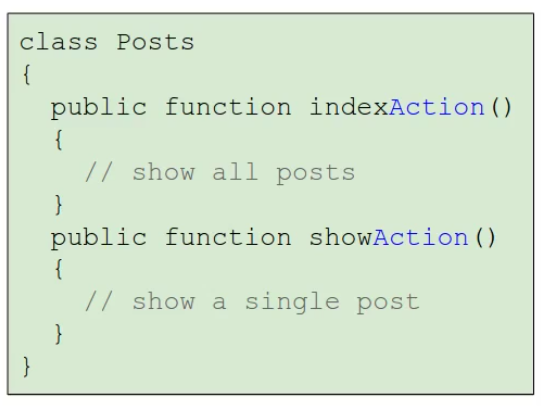 class Posts
{
  public function indexAction()
  {
    // show all posts
  }
  public function showAction()
  {
    // show a single post
  }
}